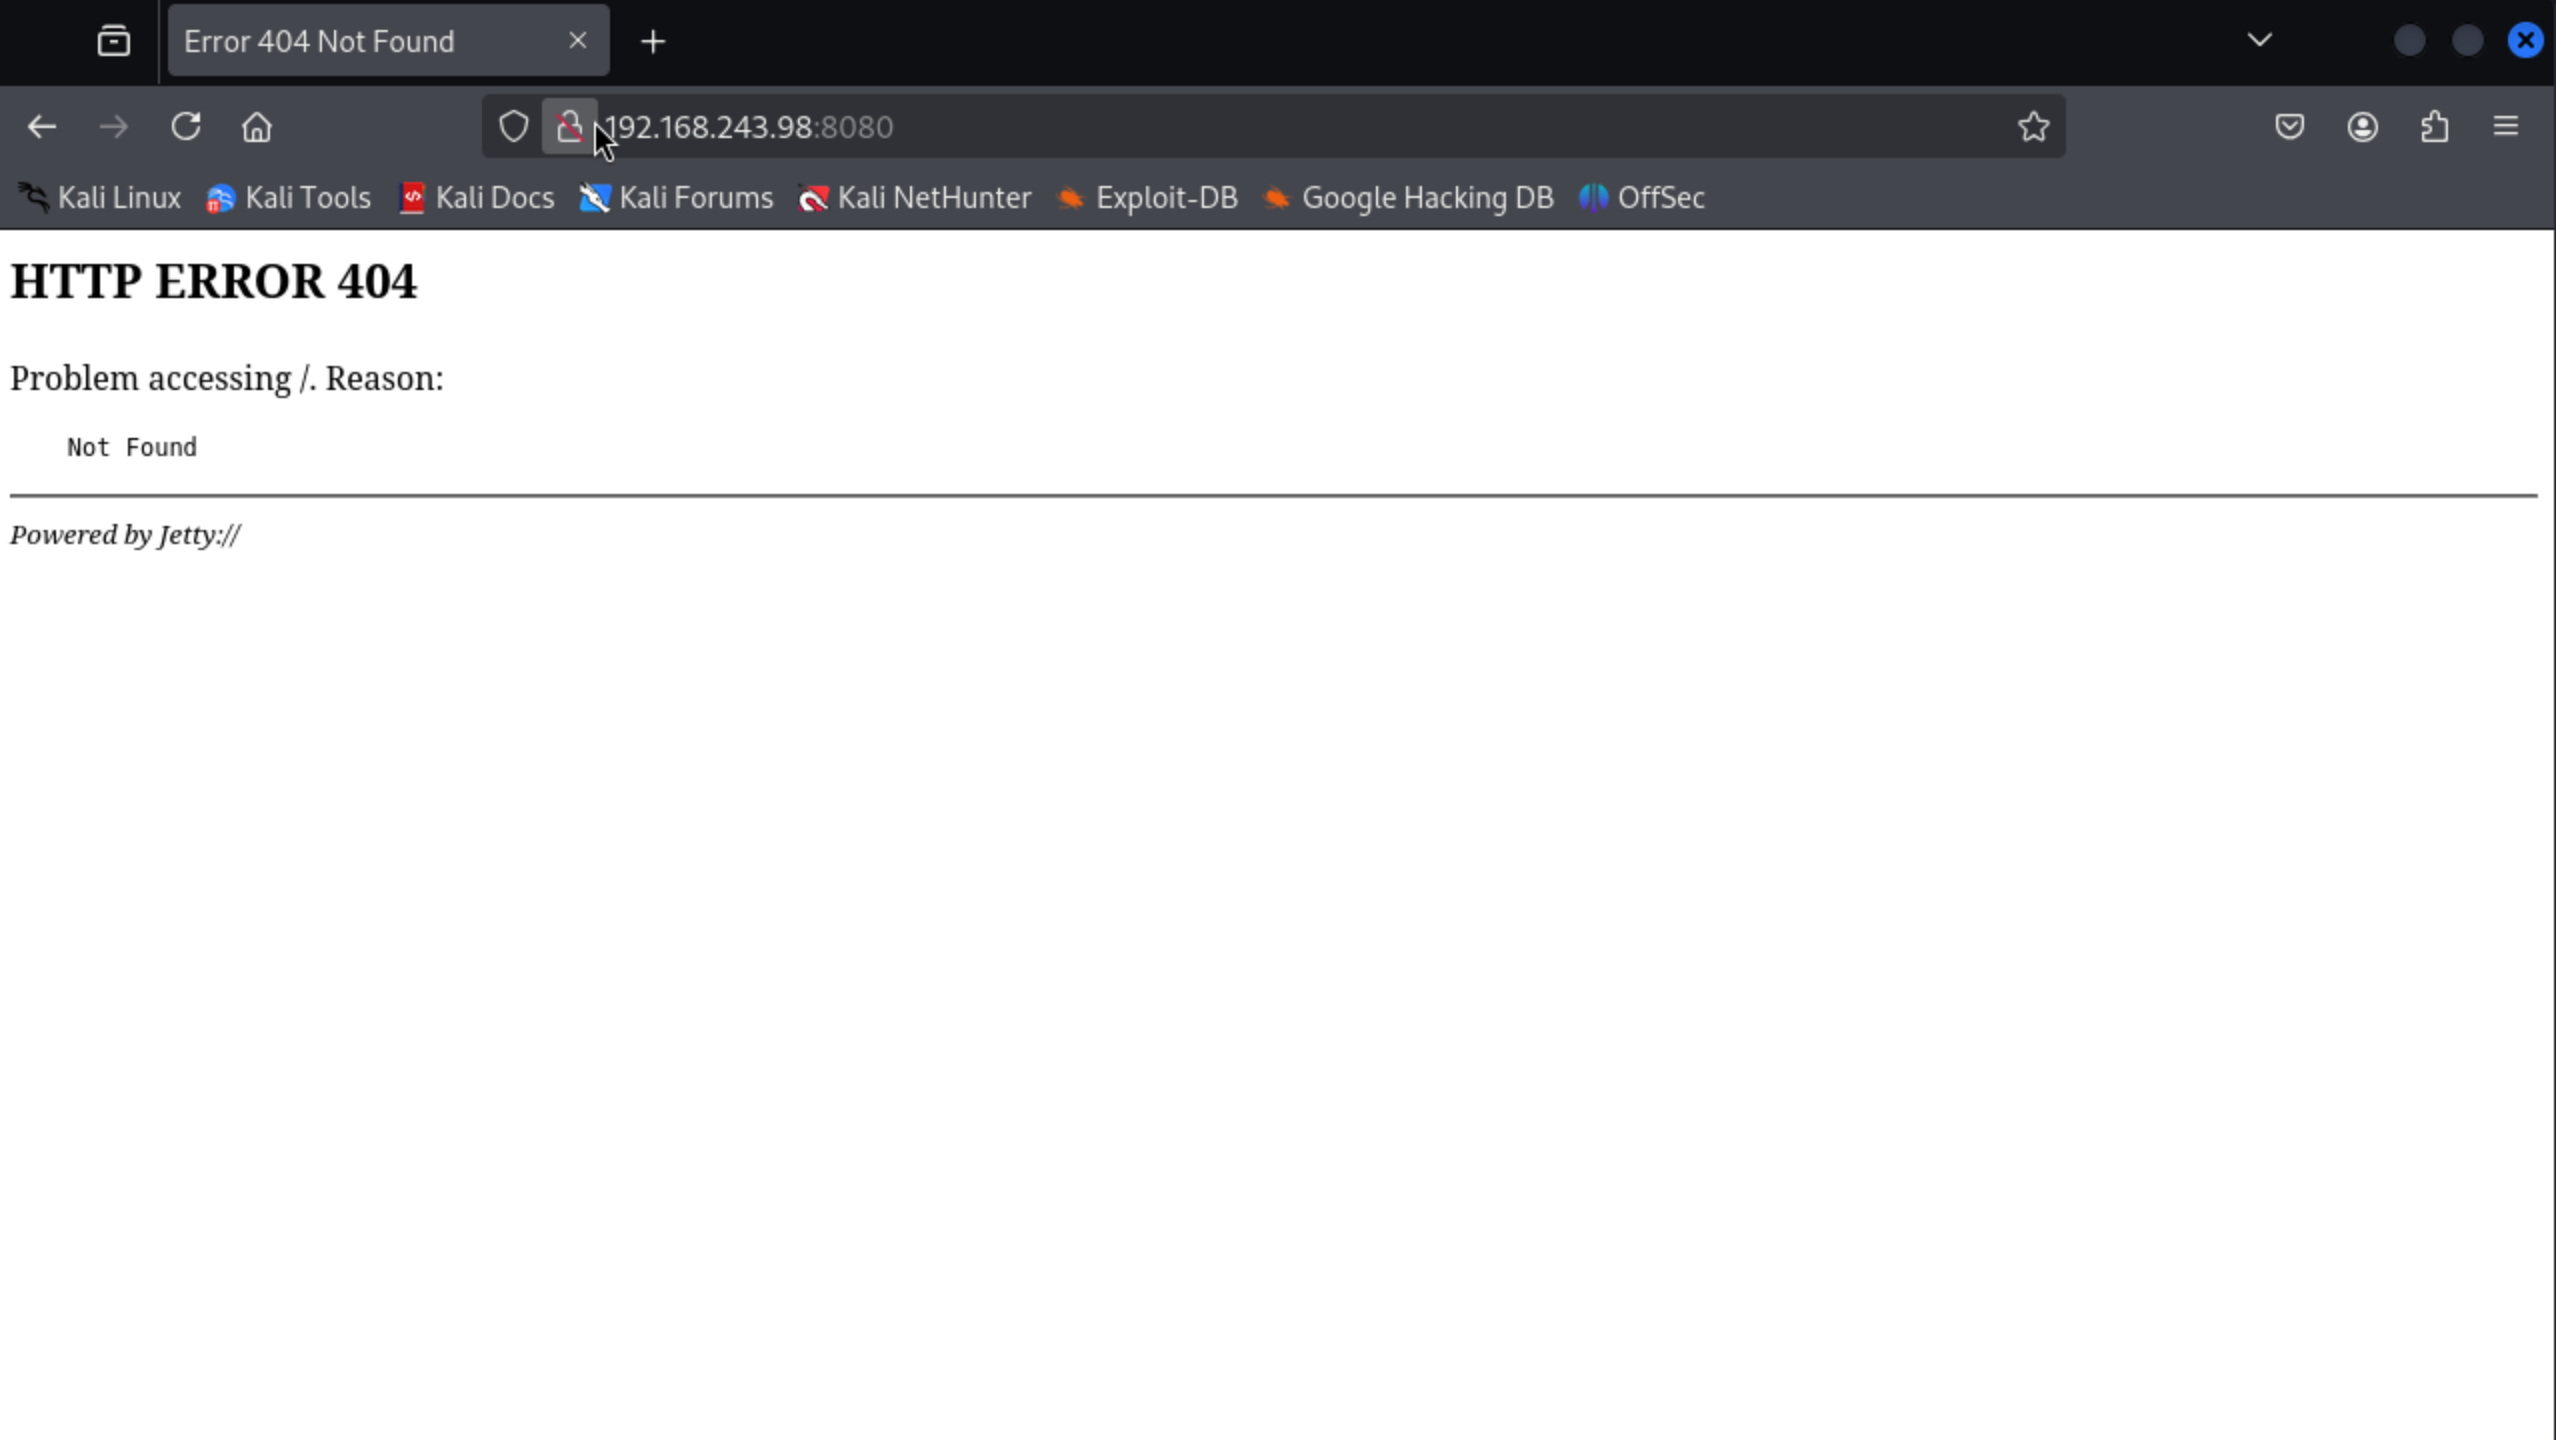 Error 404 Not Found
192.168.243.98:8080
Kali Linux Kali Tools Kali Docs Kali Forums Kali NetHunter Exploit-DB Google Hacking DB OffSec
HTTP ERROR 404
Problem accessing /. Reason:
Not Found
Powered by Jetty://